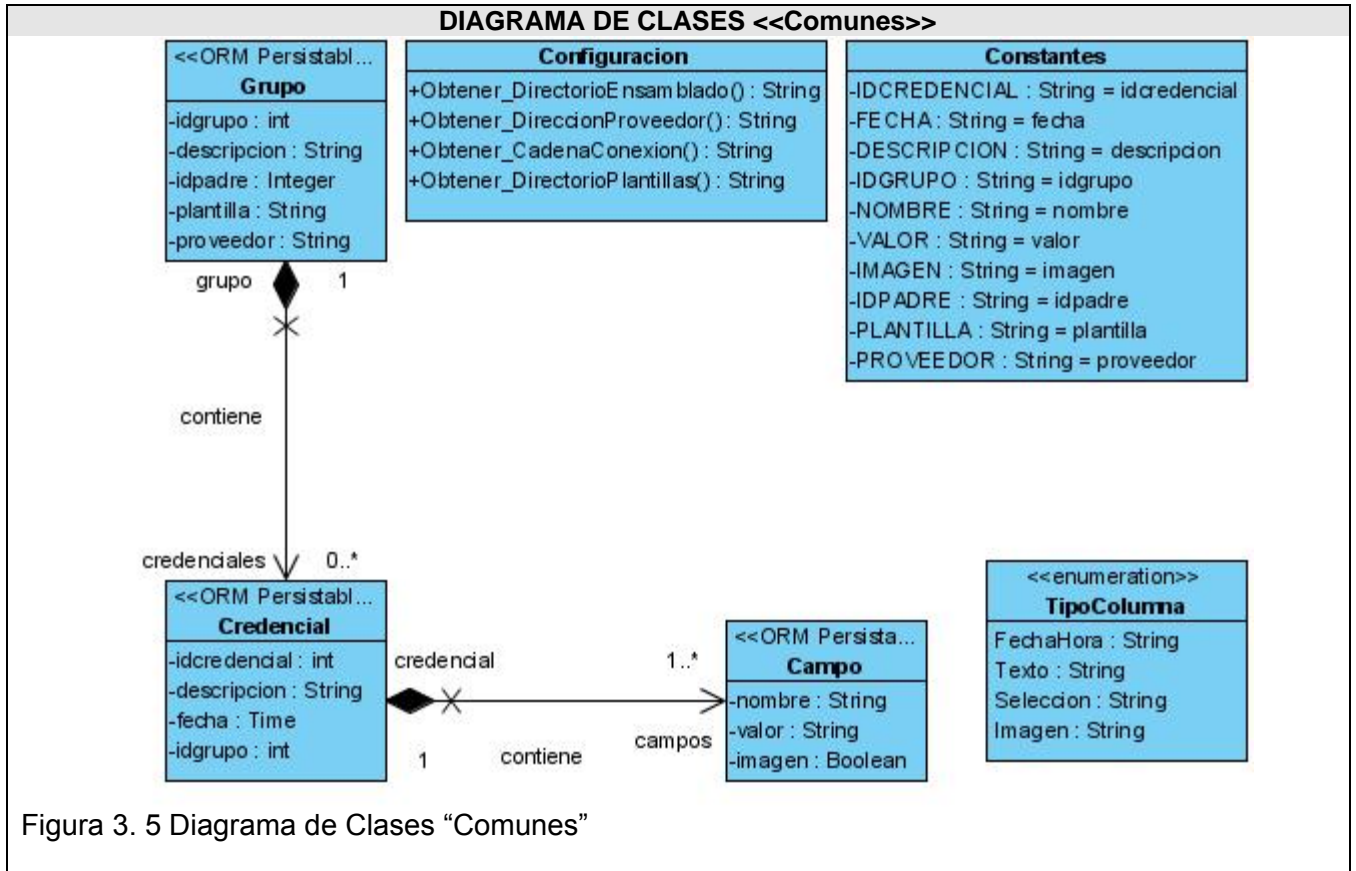 DIAGRAMA DE CLASES <<Comunes>>
<<ORM Persistabl...
Grupo
-idgrupo : int
-descripcion : String
-idpadre : Integer
-plantilla : String
-proveedor : String
Configuracion
+Obtener_DirectorioEnsamblado() : String
+Obtener_DireccionProveedor() : String
+Obtener_CadenaConexion() : String
+Obtener_DirectorioPlantillas() : String
Constantes
-IDCREDENCIAL : String = idcredencial
-FECHA : String = fecha
-DESCRIPCION : String = descripcion
-IDGRUPO : String = idgrupo
-NOMBRE : String = nombre
-VALOR : String = valor
-IMAGEN : String = imagen
-IDPADRE : String = idpadre
-PLANTILLA : String = plantilla
-PROVEEDOR : String = proveedor
grupo 1
contiene
credenciales 0..*
<<ORM Persistabl...
Credencial
-idcredencial : int
-descripcion : String
-fecha : Time
-idgrupo : int
credencial 1..*
1 contiene campos
<<ORM Persista...
Campo
-nombre : String
-valor : String
-imagen : Boolean
<<enumeration>>
TipoColumna
FechaHora : String
Texto : String
Seleccion : String
Imagen : String
Figura 3. 5 Diagrama de Clases “Comunes”